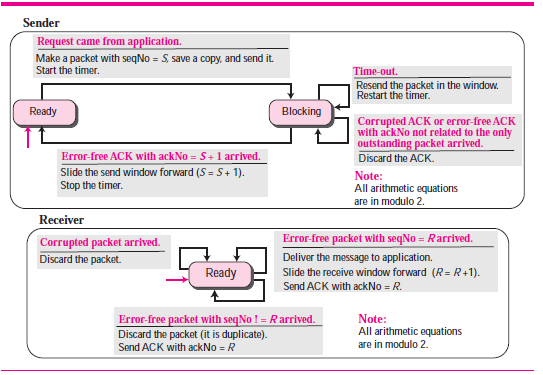 Sender
Request came from application.
Make a packet with seqNo = S, save a copy, and send it.
Start the timer.
Time-out.
Resend the packet in the window.
Restart the timer.
Ready
Blocking
Corrupted ACK or error-free ACK
with ackNo not related to the only
outstanding packet arrived.
Discard the ACK.
Error-free ACK with ackNo = S + 1 arrived.
Slide the send window forward (S = S + 1).
Stop the timer.
Note:
All arithmetic equations
are in modulo 2.
Receiver
Corrupted packet arrived.
Discard the packet.
Ready
Error-free packet with seqNo = R arrived.
Deliver the message to application.
Slide the receive window forward (R = R +1).
Send ACK with ackNo = R.
Error-free packet with seqNo ! = R arrived.
Discard the packet (it is duplicate).
Send ACK with ackNo = R
Note:
All arithmetic equations
are in modulo 2.